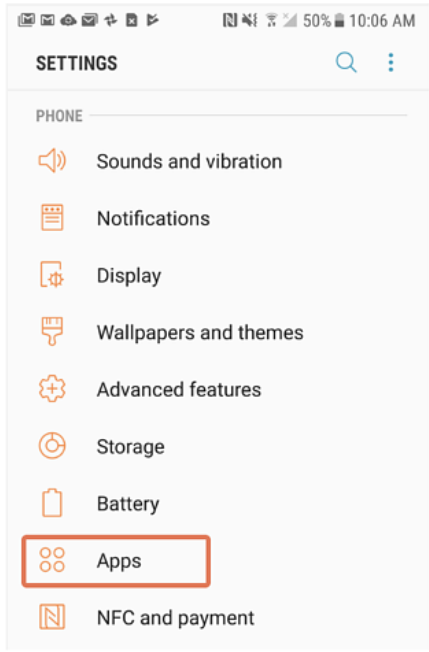 50% 10:06 AM
SETTINGS
PHONE
Sounds and vibration
Notifications
Display
Wallpapers and themes
Advanced features
Storage
Battery
Apps
NFC and payment